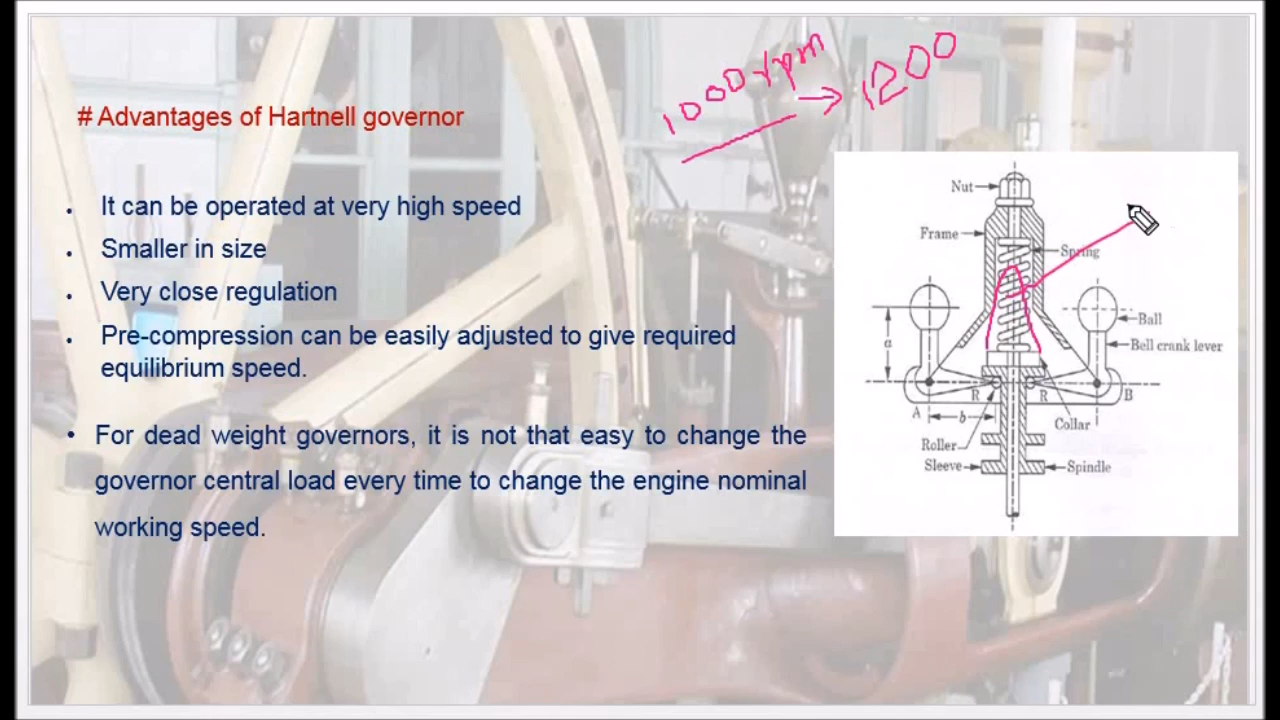 # Advantages of Hartnell governor
1000 rpm → 1200
. It can be operated at very high speed
. Smaller in size
. Very close regulation
. Pre-compression can be easily adjusted to give required
equilibrium speed.
• For dead weight governors, it is not that easy to change the
governor central load every time to change the engine nominal
working speed.
Nut
Frame
Spring
Ball
a
Bell crank lever
R
R
A
B
b
Collar
Roller
Sleeve
Spindle